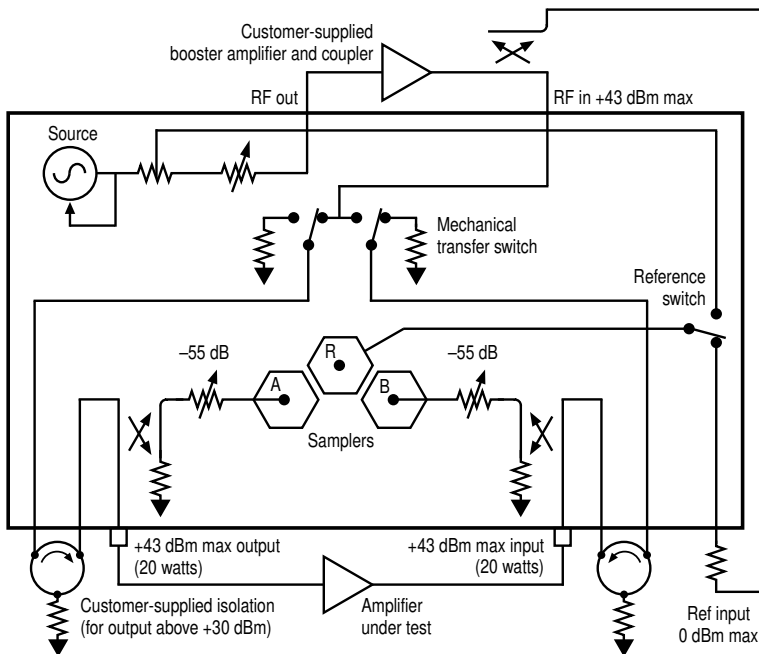 Customer-supplied
booster amplifier and coupler
RF out
RF in +43 dBm max
Source
Mechanical
transfer switch
Reference
switch
–55 dB
R
–55 dB
A
B
Samplers
+43 dBm max output
(20 watts)
+43 dBm max input
(20 watts)
Customer-supplied isolation
(for output above +30 dBm)
Amplifier
under test
Ref input
0 dBm max